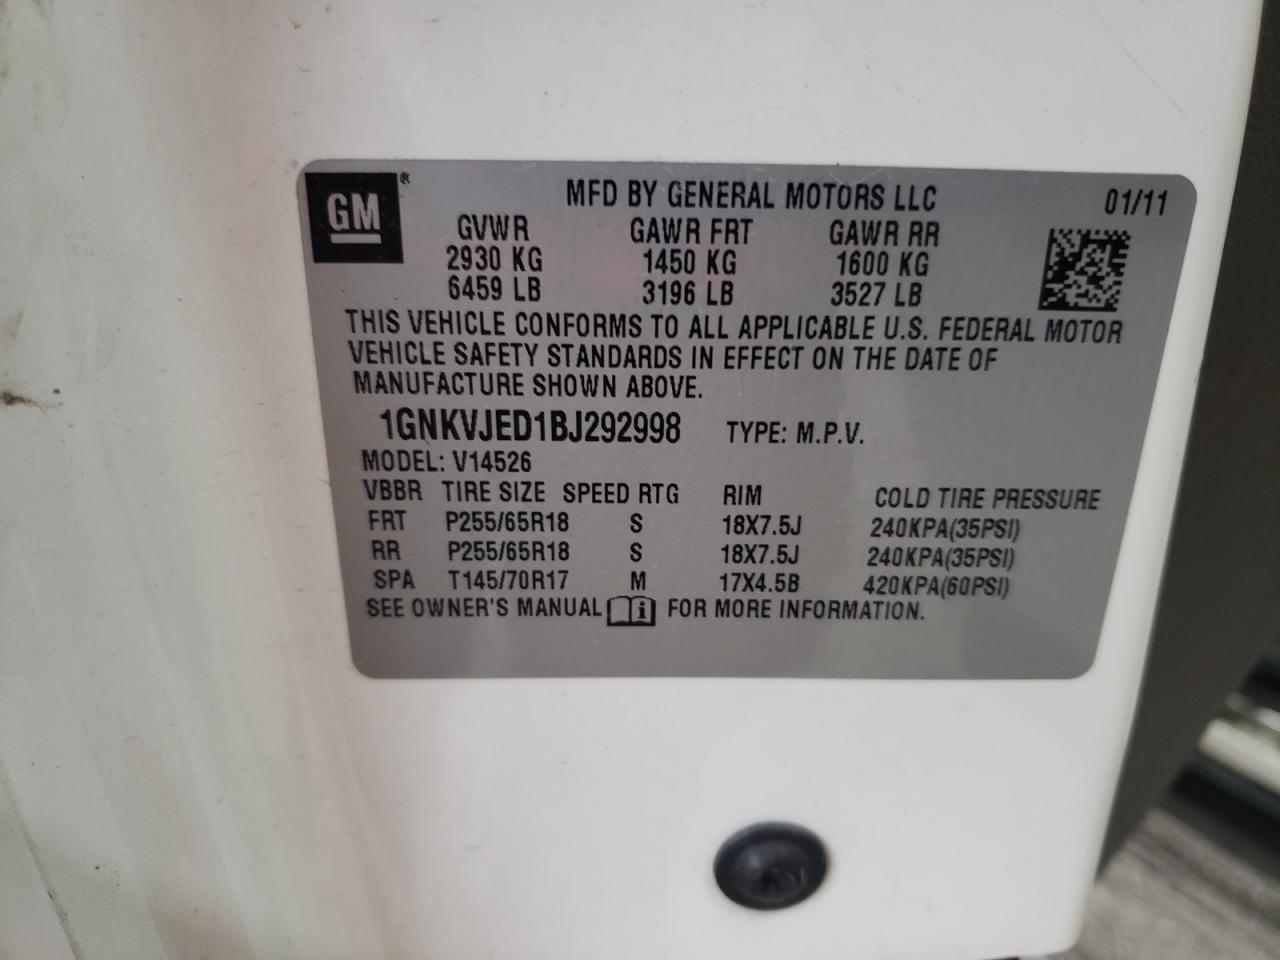 GM® MFD BY GENERAL MOTORS LLC 01/11
GVWR GAWR FRT GAWR RR
2930 KG 1450 KG 1600 KG
6459 LB 3196 LB 3527 LB
THIS VEHICLE CONFORMS TO ALL APPLICABLE U.S. FEDERAL MOTOR
VEHICLE SAFETY STANDARDS IN EFFECT ON THE DATE OF
MANUFACTURE SHOWN ABOVE.
1GNKVJED1BJ292998 TYPE: M.P.V.
MODEL: V14526
VBBR TIRE SIZE SPEED RTG RIM COLD TIRE PRESSURE
FRT P255/65R18 S 18X7.5J 240KPA(35PSI)
RR P255/65R18 S 18X7.5J 240KPA(35PSI)
SPA T145/70R17 M 17X4.5B 420KPA(60PSI)
SEE OWNER'S MANUAL FOR MORE INFORMATION.